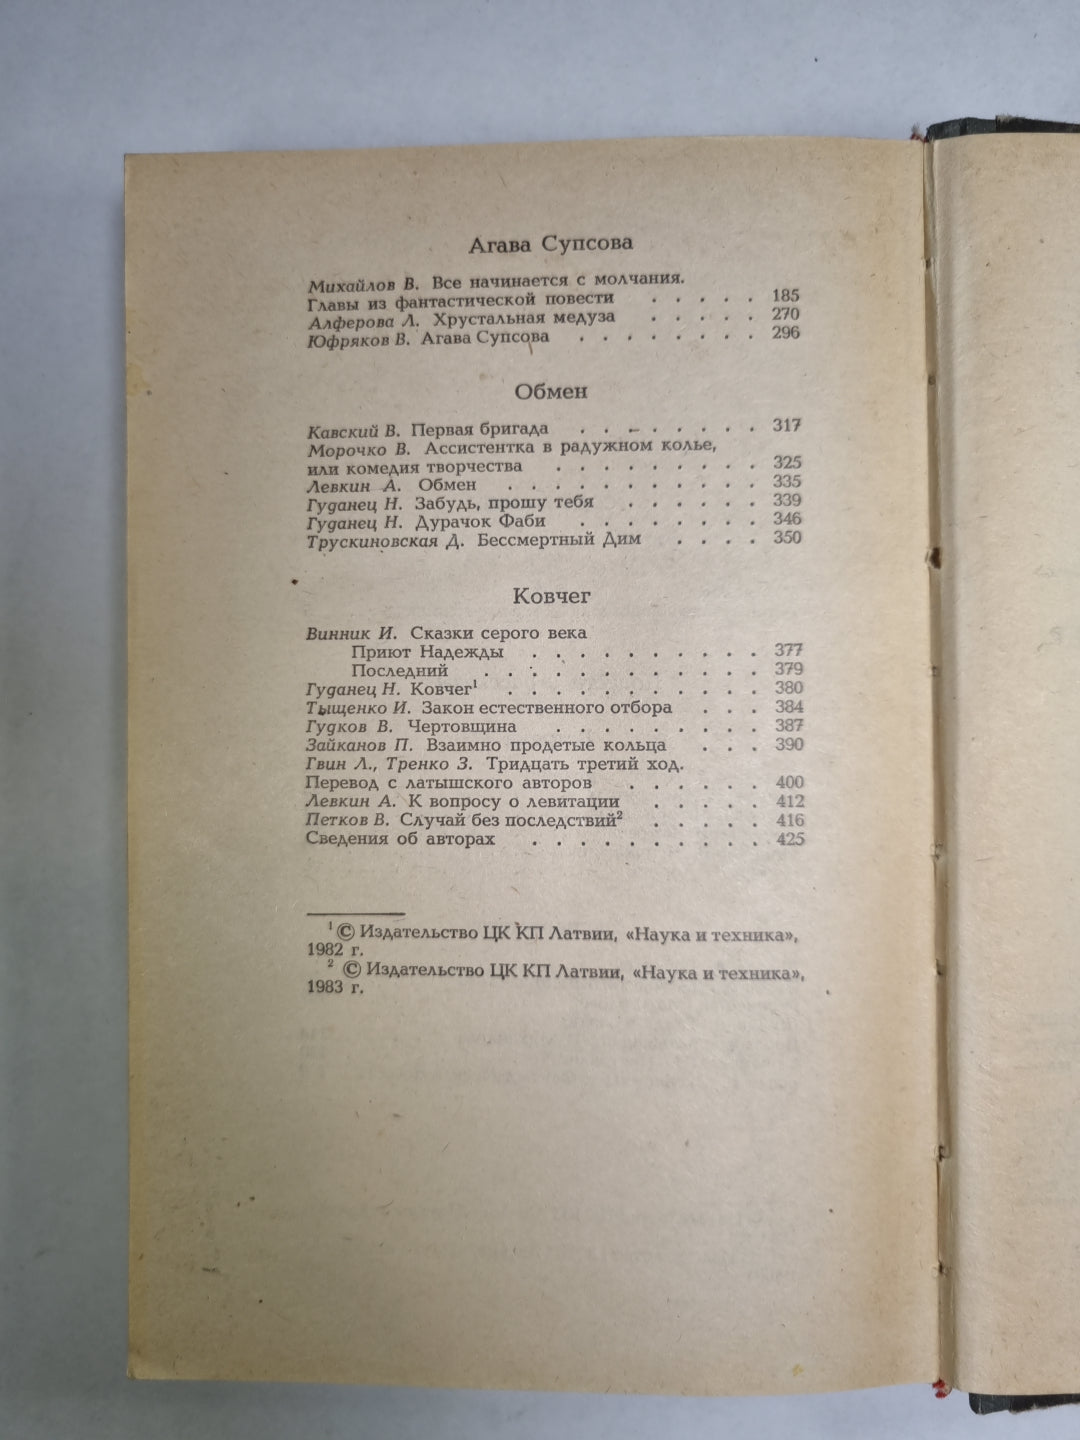 Агава Супсова
Михайлов В. Все начинается с молчания.
Главы из фантастической повести . . . . . 185
Алферова Л. Хрустальная медуза . . . . . 270
Юфряков В. Агава Супсова . . . . . . . . 296
Обмен
Кавский В. Первая бригада . . . . . . . . 317
Морочко В. Ассистентка в радужном колье,
или комедия творчества . . . . . . . . . 325
Левкин А. Обмен . . . . . . . . . . . 335
Гуданец Н. Забудь, прошу тебя . . . . . . 339
Гуданец Н. Дурачок Фаби . . . . . . . . 346
Трускиновская Д. Бессмертный Дим . . . . 350
Ковчег
Винник И. Сказки серого века
Приют Надежды . . . . . . . . . . 377
Последний . . . . . . . . . . . . 379
Гуданец Н. Ковчег¹ . . . . . . . . . . . 380
Тыщенко И. Закон естественного отбора . . . 384
Гудков В. Чертовщина . . . . . . . . . 387
Зайканов П. Взаимно продетые кольца . . . 390
Гвин Л., Тренко З. Тридцать третий ход.
Перевод с латышского авторов . . . . . . 400
Левкин А. К вопросу о левитации . . . . . 412
Петков В. Случай без последствий² . . . . . 416
Сведения об авторах . . . . . . . . . . 425
¹ © Издательство ЦК КП Латвии, «Наука и техника»,
1982 г.
² © Издательство ЦК КП Латвии, «Наука и техника»,
1983 г.